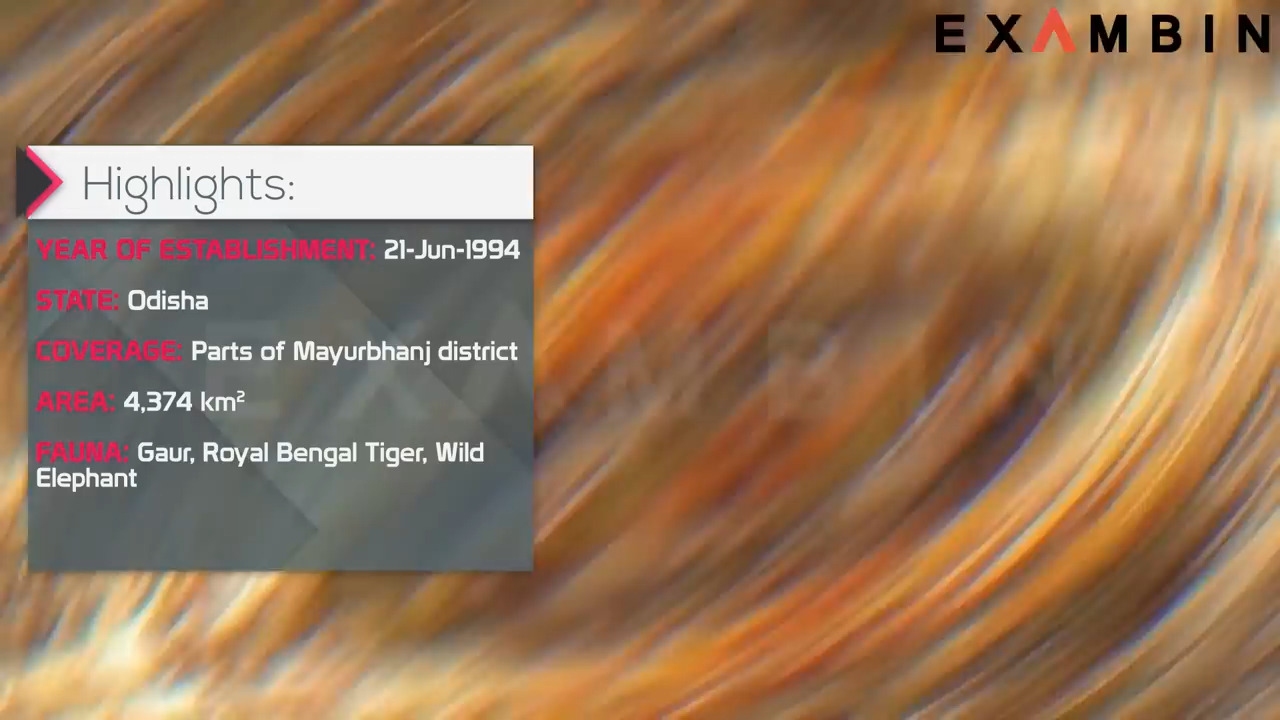 EXAMBIN
Highlights:
YEAR OF ESTABLISHMENT: 21-Jun-1994
STATE: Odisha
COVERAGE: Parts of Mayurbhanj district
AREA: 4,374 km²
FAUNA: Gaur, Royal Bengal Tiger, Wild
Elephant
EXAMBIN